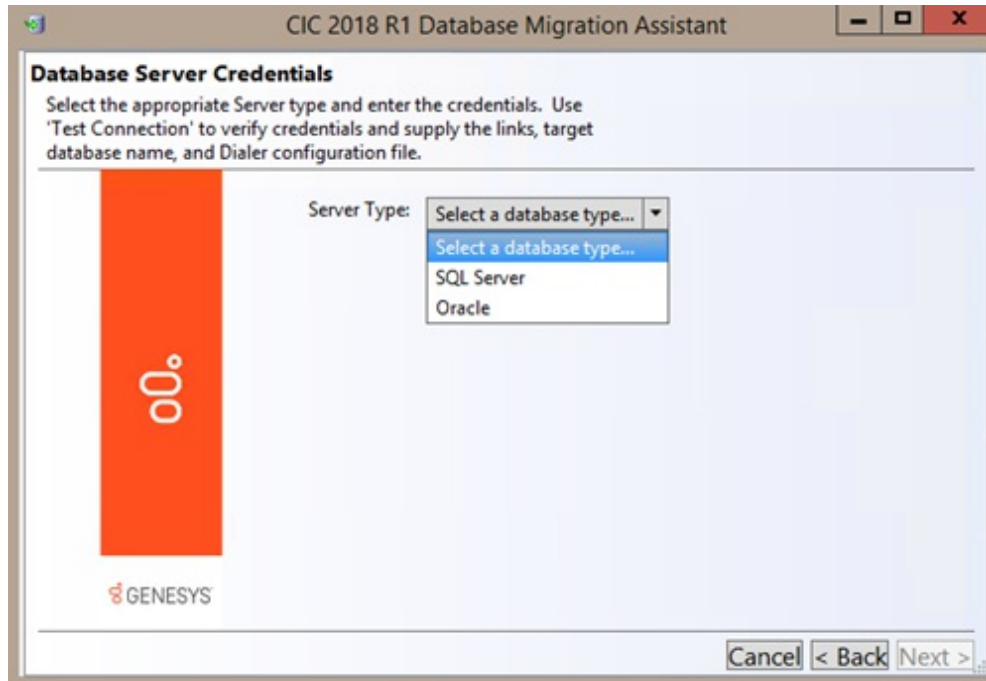 CIC 2018 R1 Database Migration Assistant
Database Server Credentials
Select the appropriate Server type and enter the credentials. Use
'Test Connection' to verify credentials and supply the links, target
database name, and Dialer configuration file.
Server Type: Select a database type...
Select a database type...
SQL Server
Oracle
GENESYS
Cancel < Back Next >